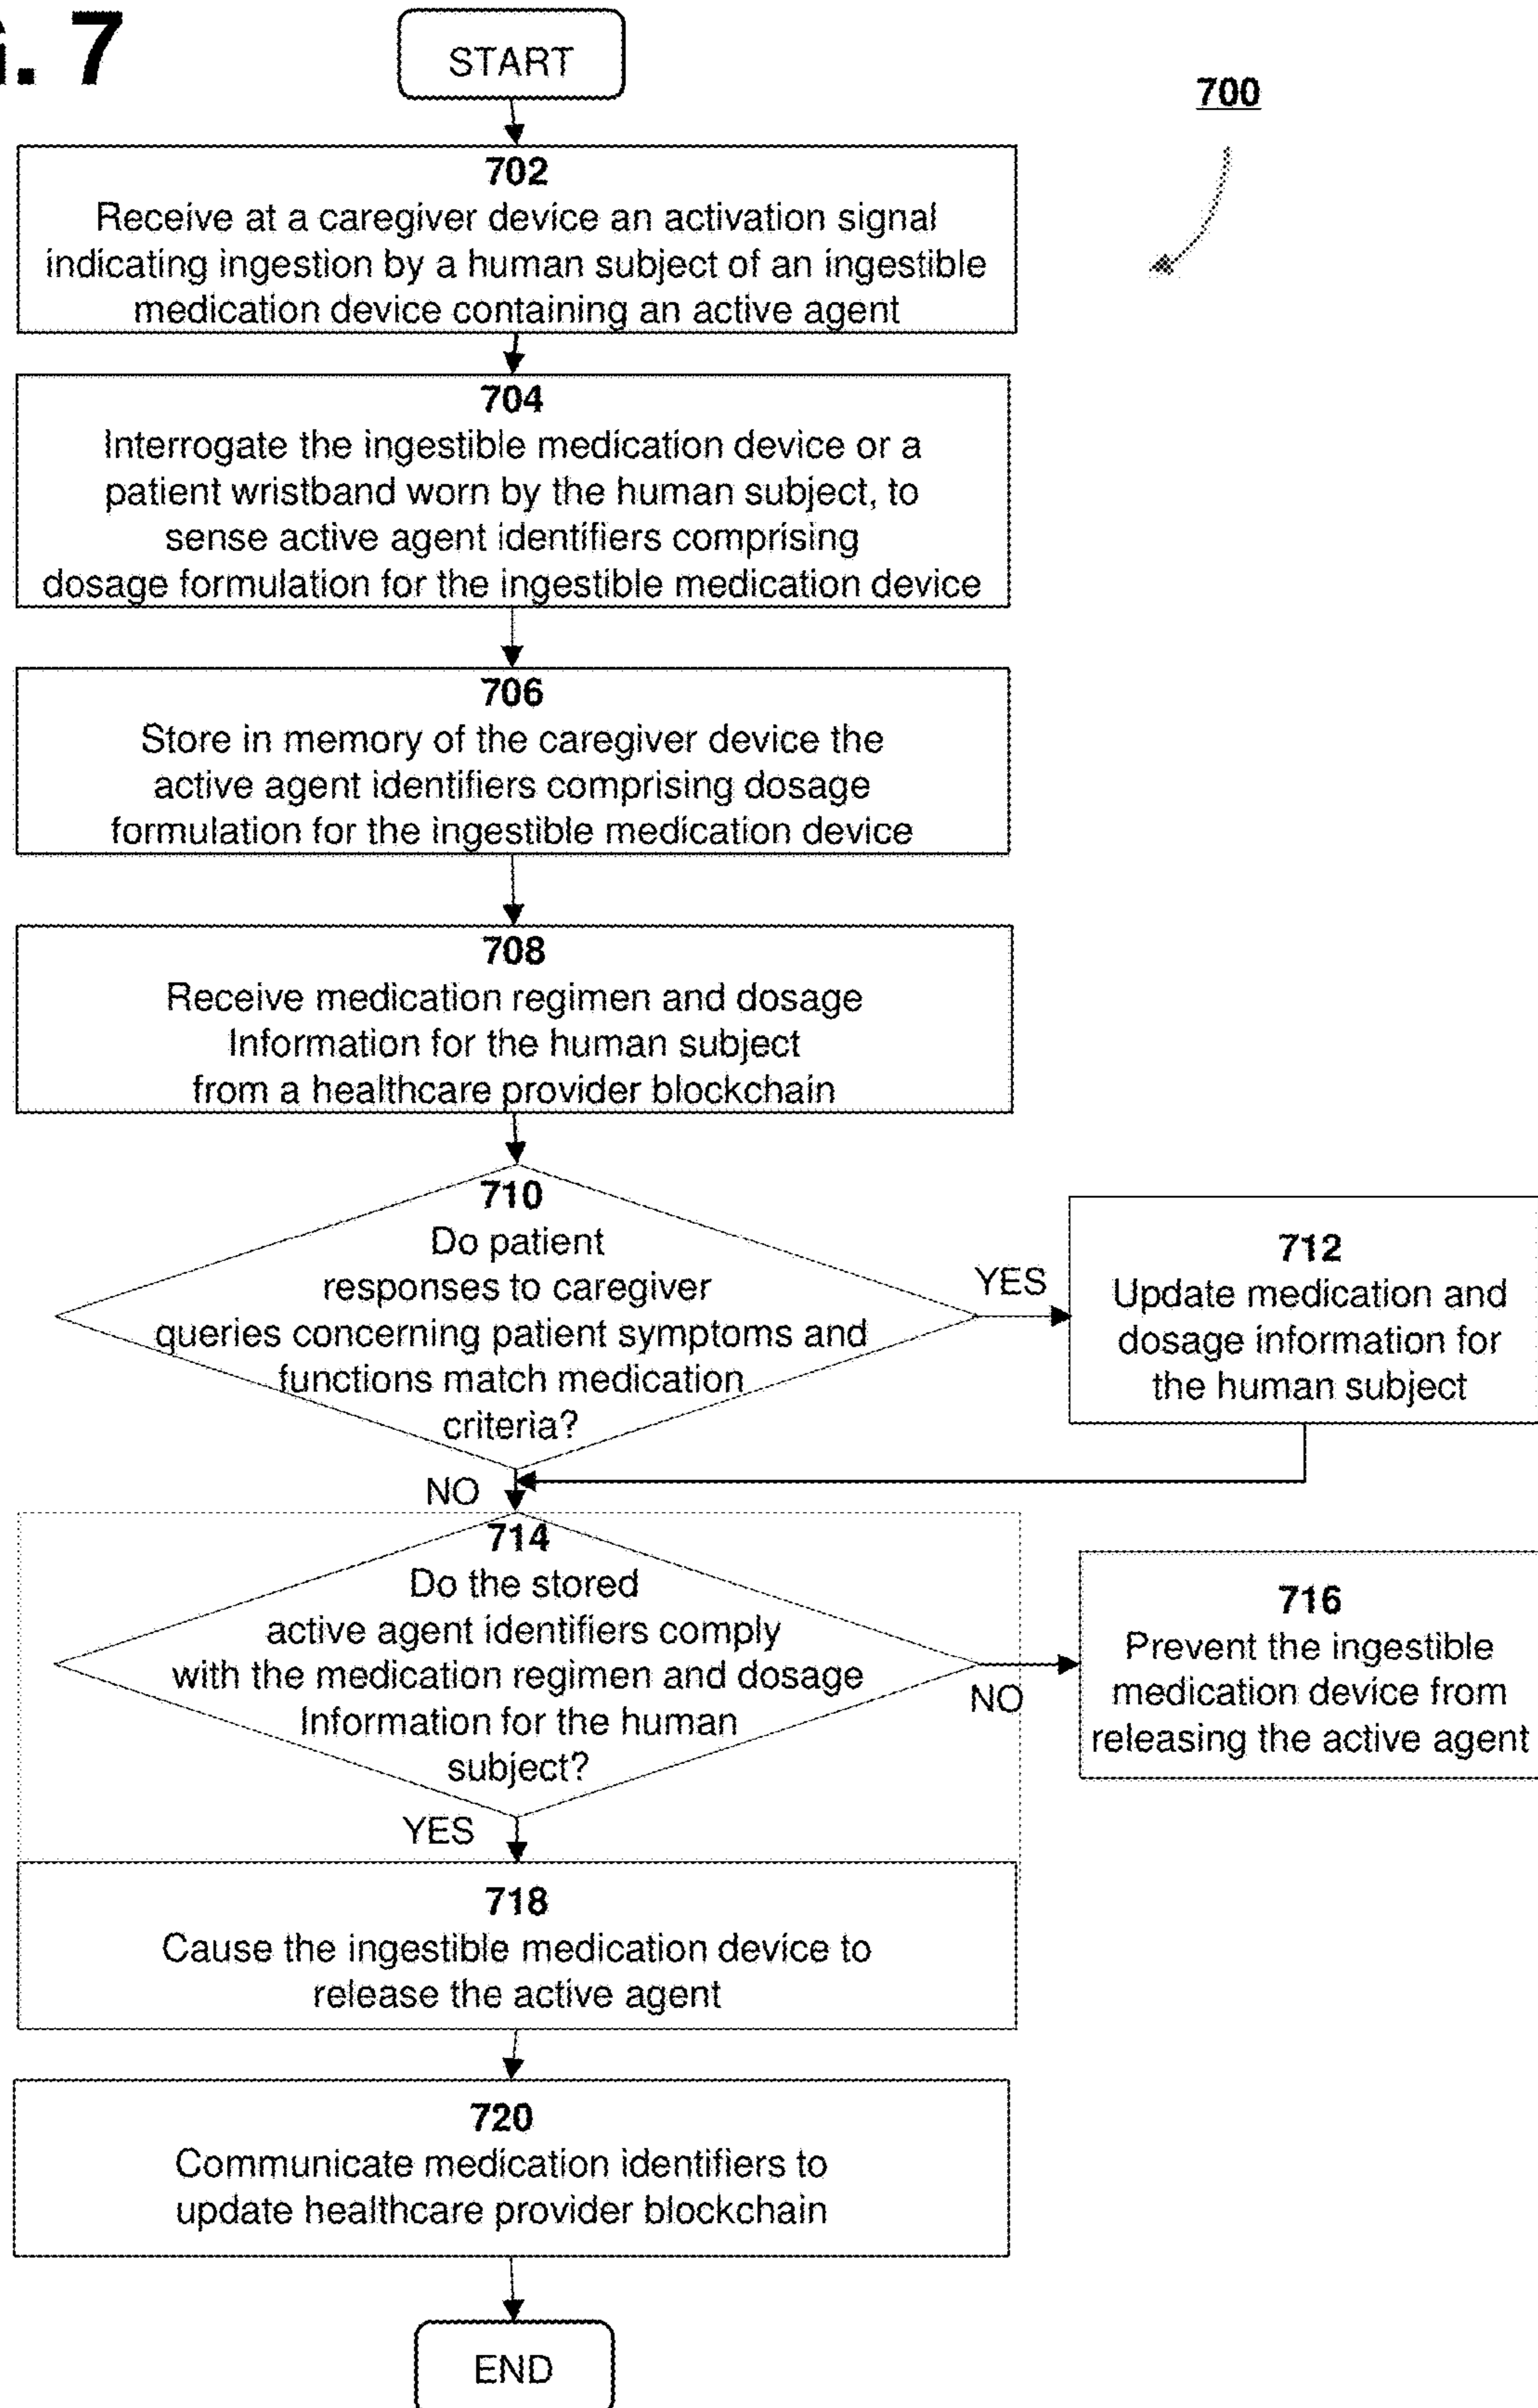 . 7
START
700
702
Receive at a caregiver device an activation signal
indicating ingestion by a human subject of an ingestible
medication device containing an active agent
704
Interrogate the ingestible medication device or a
patient wristband worn by the human subject, to
sense active agent identifiers comprising
dosage formulation for the ingestible medication device
706
Store in memory of the caregiver device the
active agent identifiers comprising dosage
formulation for the ingestible medication device
708
Receive medication regimen and dosage
Information for the human subject
from a healthcare provider blockchain
710
Do patient
responses to caregiver
queries concerning patient symptoms and
functions match medication
criteria?
YES
712
Update medication and
dosage information for
the human subject
NO
714
Do the stored
active agent identifiers comply
with the medication regimen and dosage
Information for the human
subject?
NO
716
Prevent the ingestible
medication device from
releasing the active agent
YES
718
Cause the ingestible medication device to
release the active agent
720
Communicate medication identifiers to
update healthcare provider blockchain
END